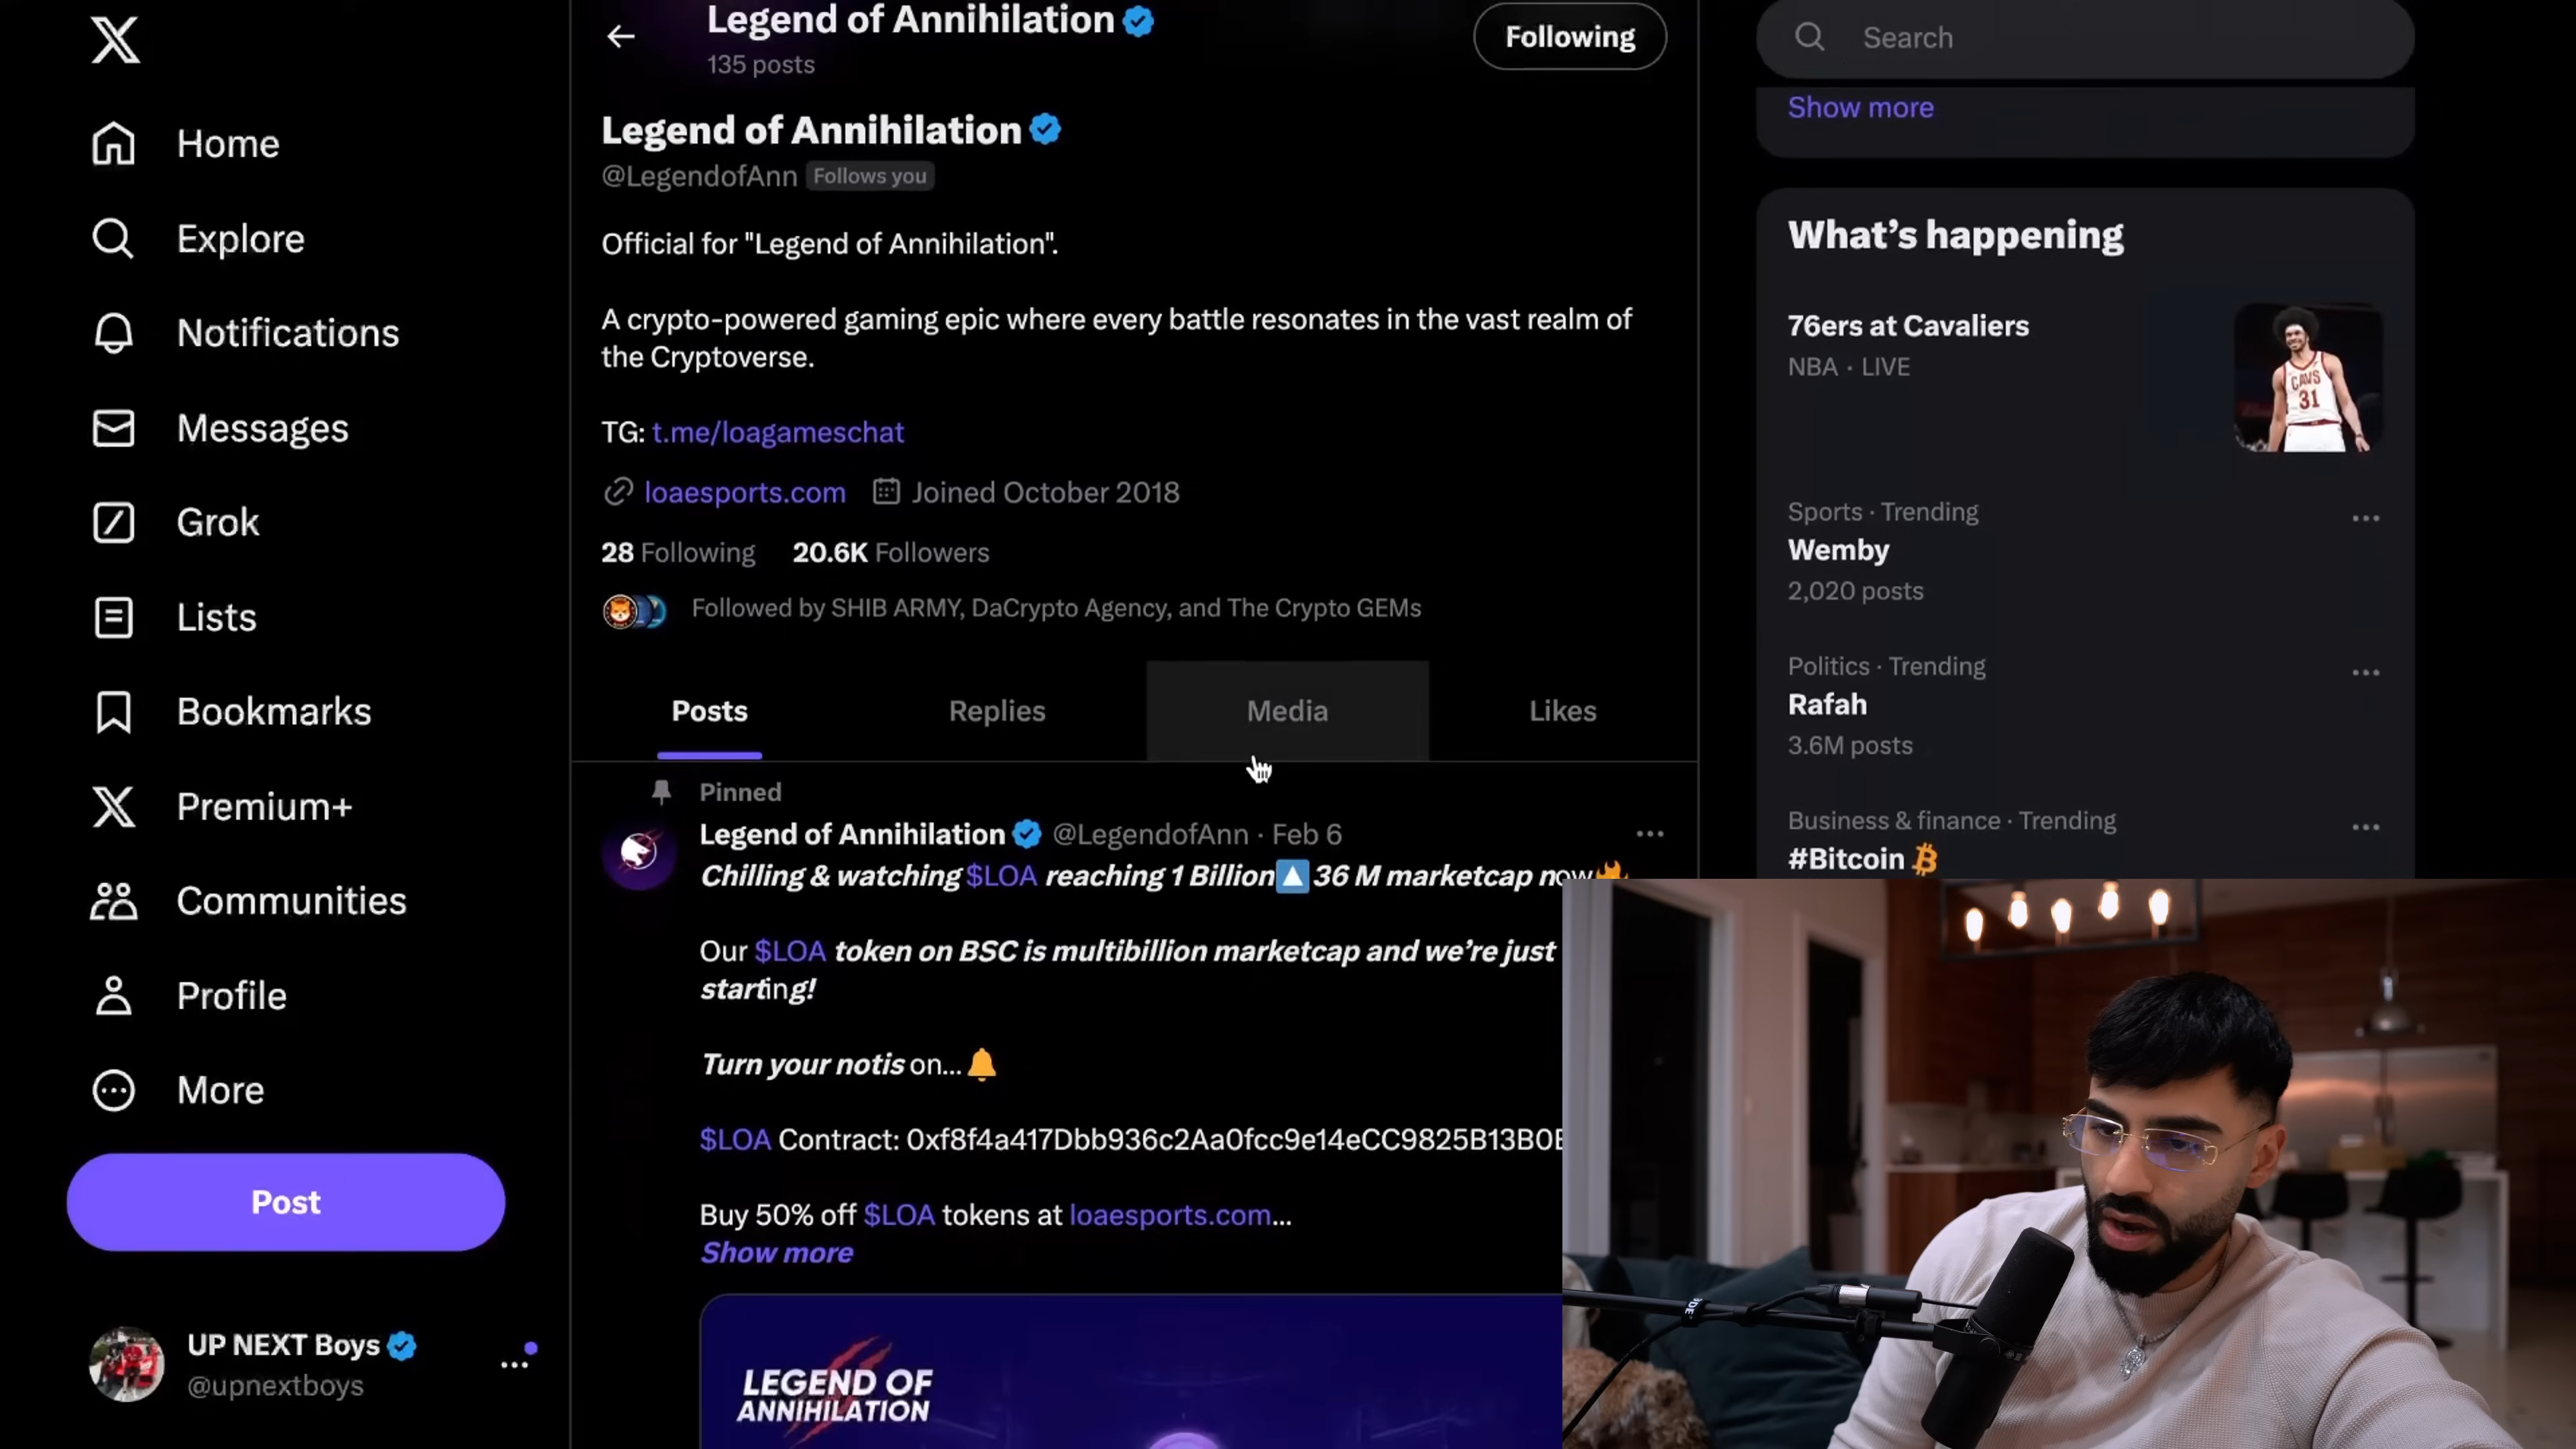 Home
Explore
Notifications
Messages
Grok
Lists
Bookmarks
Premium+
Communities
Profile
More
Post
UP NEXT Boys
@upnextboys
Legend of Annihilation
135 posts
Following
Legend of Annihilation
@LegendofAnn Follows you
Official for "Legend of Annihilation".
A crypto-powered gaming epic where every battle resonates in the vast realm of
the Cryptoverse.
TG: t.me/loagameschat
loaesports.com Joined October 2018
28 Following 20.6K Followers
Followed by SHIB ARMY, DaCrypto Agency, and The Crypto GEMs
Posts Replies Media Likes
Pinned
Legend of Annihilation @LegendofAnn · Feb 6
Chilling & watching $LOA reaching 1 Billion 36 M marketcap now
Our $LOA token on BSC is multibillion marketcap and we're just
starting!
Turn your notis on...
$LOA Contract: 0xf8f4a417Dbb936c2Aa0fcc9e14eCC9825B13B0E
Buy 50% off $LOA tokens at loaesports.com...
Show more
LEGEND OF
ANNIHILATION
Search
Show more
What's happening
76ers at Cavaliers
NBA · LIVE
CAVS
31
Sports · Trending
Wemby
2,020 posts
Politics · Trending
Rafah
3.6M posts
Business & finance · Trending
#Bitcoin